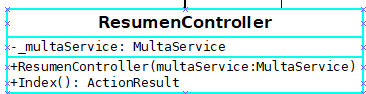 ResumenController
-_multaService: MultaService
+ResumenController(multaService:MultaService)
+Index(): ActionResult